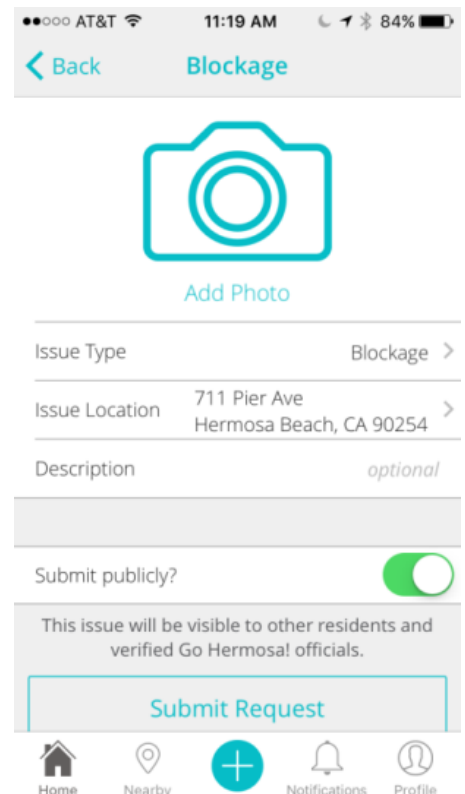 AT&T 11:19 AM 84%
Back Blockage
Add Photo
Issue Type Blockage
Issue Location 711 Pier Ave
Hermosa Beach, CA 90254
Description optional
Submit publicly?
This issue will be visible to other residents and
verified Go Hermosa! officials.
Submit Request
Home Nearby Notifications Profile